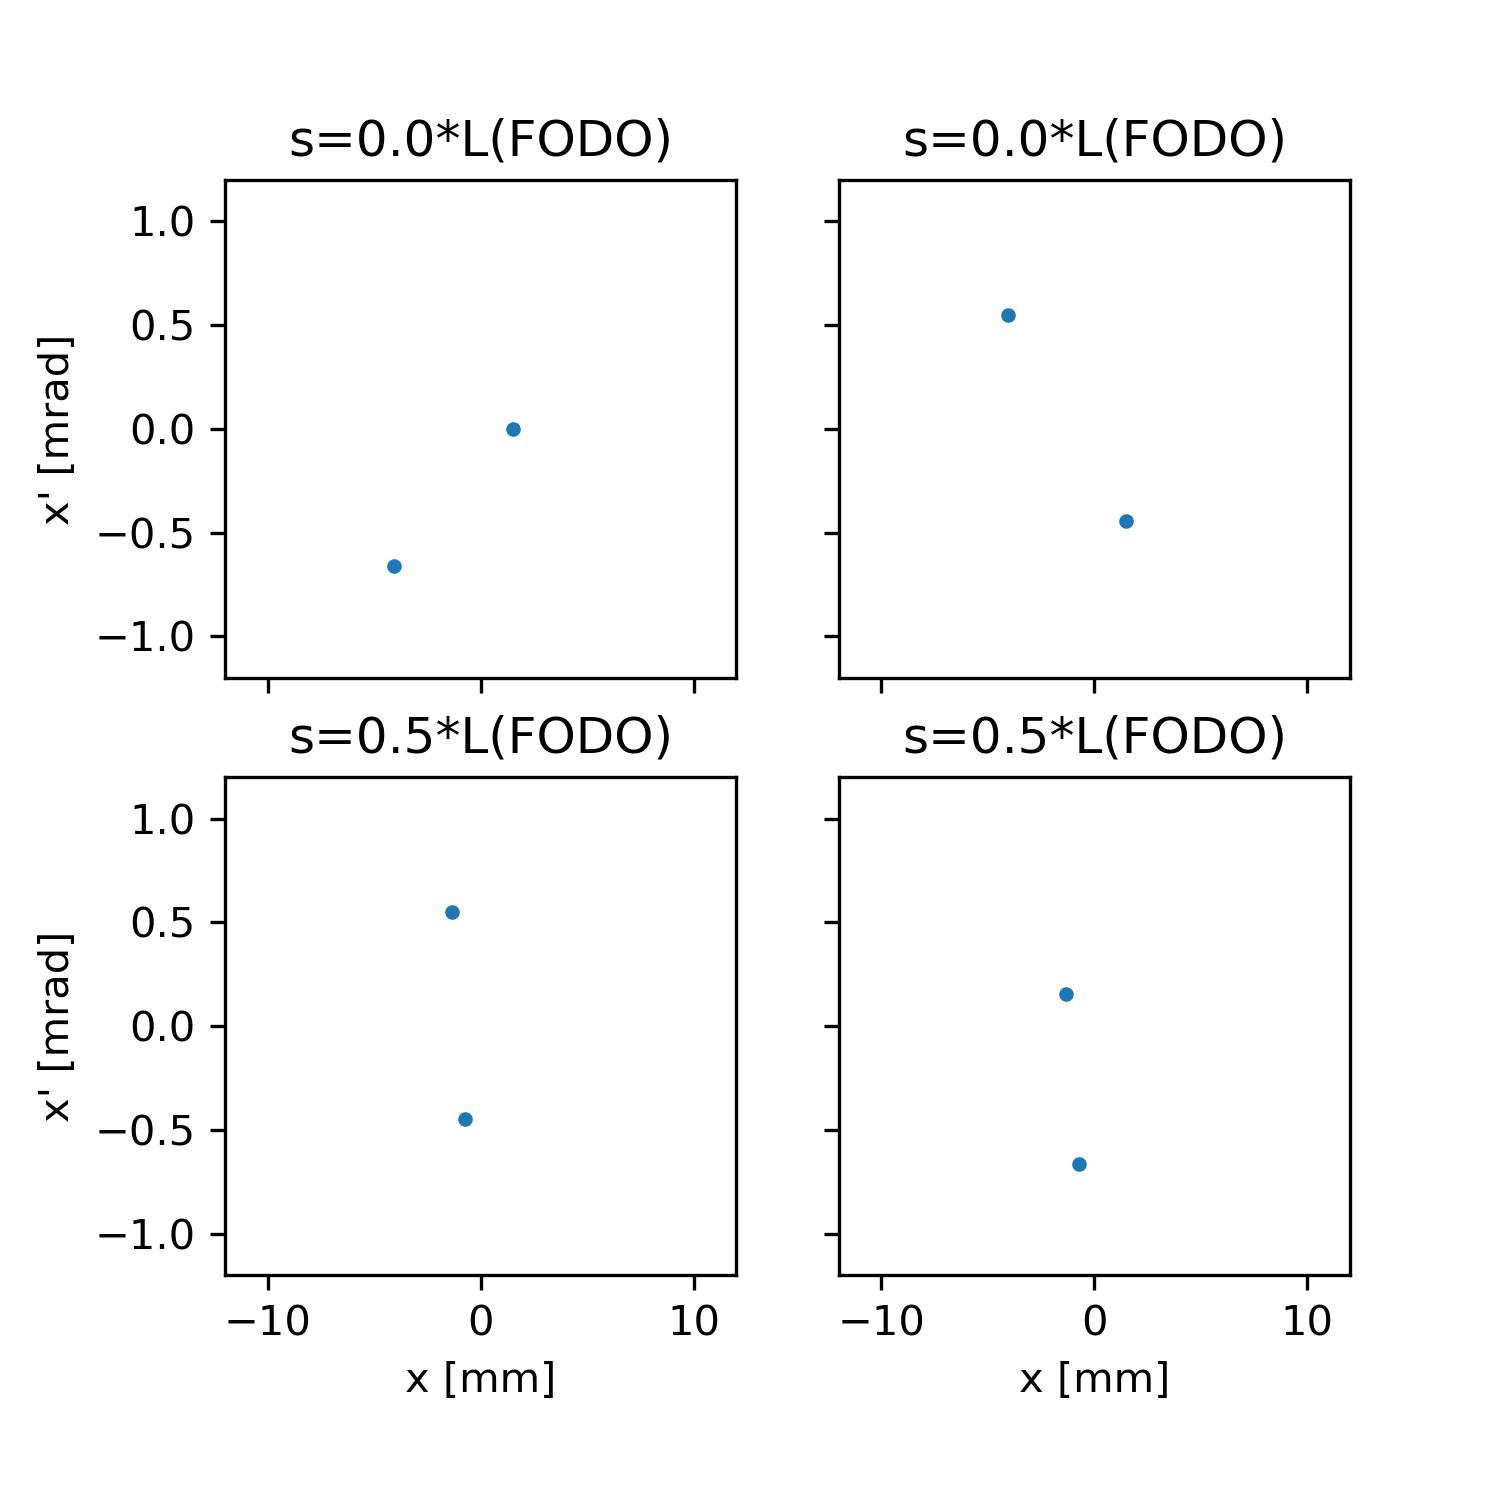 s=0.0*L(FODO) s=0.0*L(FODO)
1.0
0.5
0.0
−0.5
−1.0
x' [mrad]
s=0.5*L(FODO) s=0.5*L(FODO)
1.0
0.5
0.0
−0.5
−1.0
x' [mrad]
−10 0 10 −10 0 10
x [mm] x [mm]